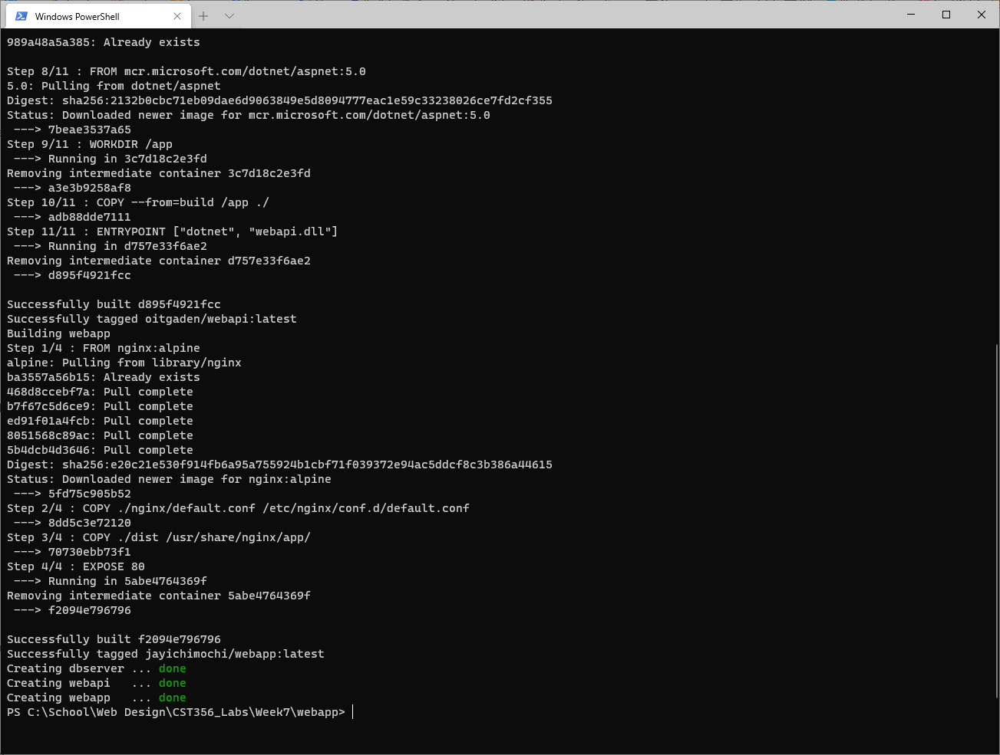 Windows PowerShell
989a48a5a385: Already exists
Step 8/11 : FROM mcr.microsoft.com/dotnet/aspnet:5.0
5.0: Pulling from dotnet/aspnet
Digest: sha256:2132b0cbc71eb09dae6d9063849e5d8094777eac1e59c33238026ce7fd2cf355
Status: Downloaded newer image for mcr.microsoft.com/dotnet/aspnet:5.0
---> 7beae3537a65
Step 9/11 : WORKDIR /app
---> Running in 3c7d18c2e3fd
Removing intermediate container 3c7d18c2e3fd
---> a3e3b9258af8
Step 10/11 : COPY --from=build /app ./
---> adb88dde7111
Step 11/11 : ENTRYPOINT ["dotnet", "webapi.dll"]
---> Running in d757e33f6ae2
Removing intermediate container d757e33f6ae2
---> d895f4921fcc
Successfully built d895f4921fcc
Successfully tagged oitgaden/webapi:latest
Building webapp
Step 1/4 : FROM nginx:alpine
alpine: Pulling from library/nginx
ba3557a56b15: Already exists
468d8ccebf7a: Pull complete
b7f67c5d6ce9: Pull complete
ed91f01a4fcb: Pull complete
8051568c89ac: Pull complete
5b4dcb4d3646: Pull complete
Digest: sha256:e20c21e530f914fb6a95a755924b1cbf71f039372e94ac5ddcf8c3b386a44615
Status: Downloaded newer image for nginx:alpine
---> 5fd75c905b52
Step 2/4 : COPY ./nginx/default.conf /etc/nginx/conf.d/default.conf
---> 8dd5c3e72120
Step 3/4 : COPY ./dist /usr/share/nginx/app/
---> 70730ebb73f1
Step 4/4 : EXPOSE 80
---> Running in 5abe4764369f
Removing intermediate container 5abe4764369f
---> f2094e796796
Successfully built f2094e796796
Successfully tagged jayichimochi/webapp:latest
Creating dbserver ... done
Creating webapi   ... done
Creating webapp   ... done
PS C:\School\Web Design\CST356_Labs\Week7\webapp>